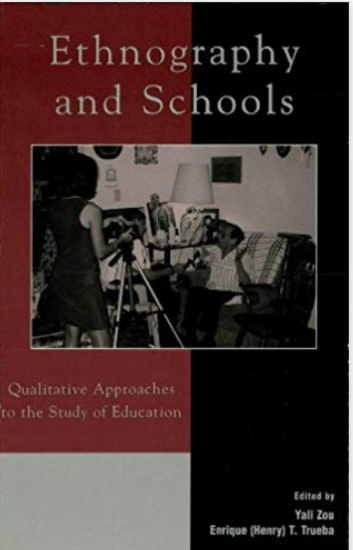 Ethnography
and Schools
Qualitative Approaches
to the Study of Education
Edited by
Yali Zou
Enrique (Henry) T. Trueba